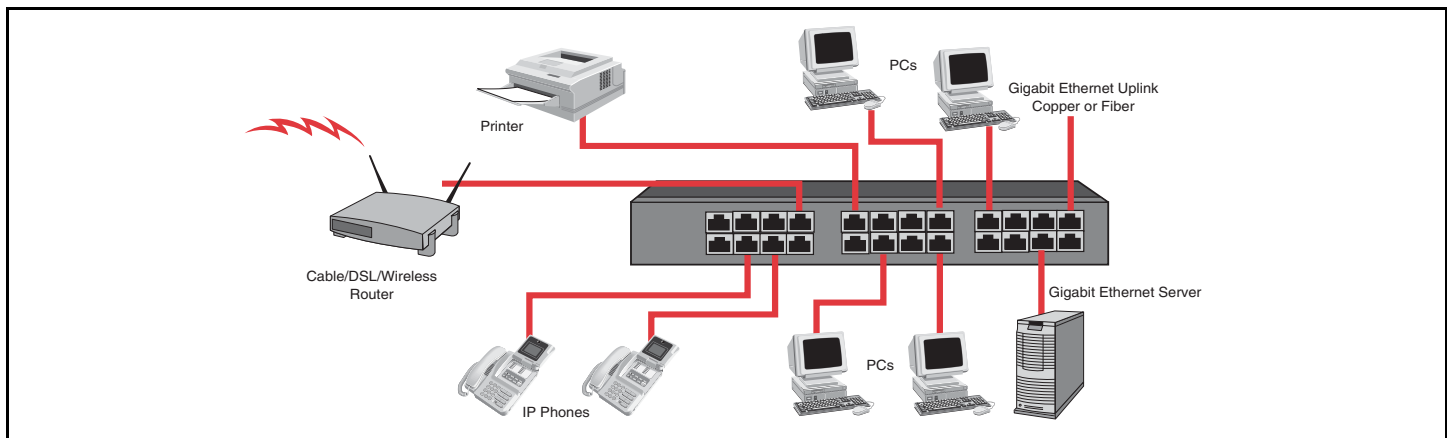 PCs
Gigabit Ethernet Uplink
Copper or Fiber
Printer
Cable/DSL/Wireless
Router
Gigabit Ethernet Server
PCs
IP Phones